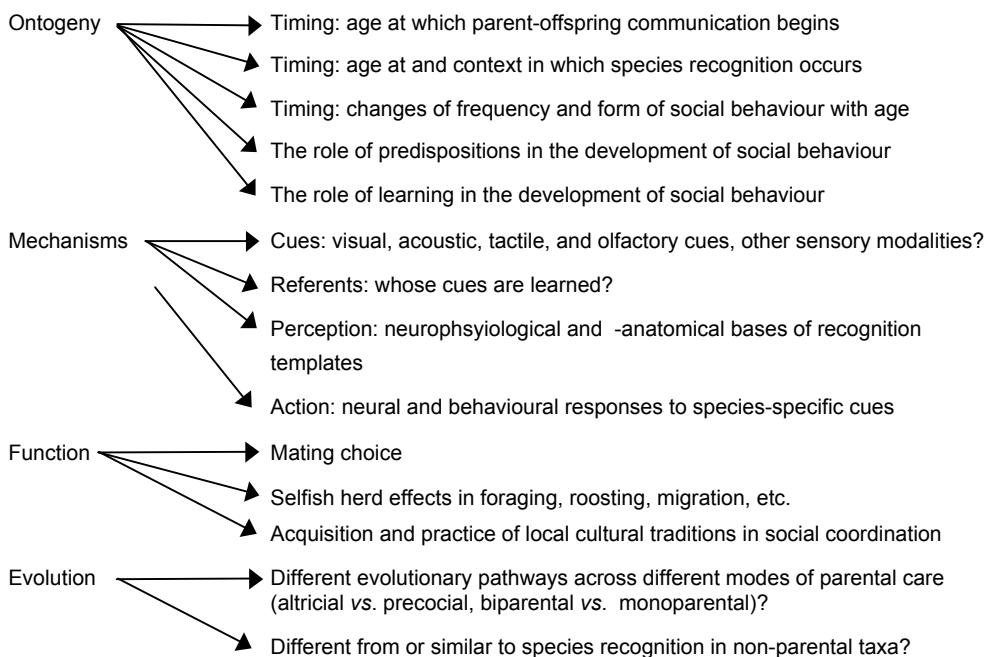 Ontogeny
Timing: age at which parent-offspring communication begins
Timing: age at and context in which species recognition occurs
Timing: changes of frequency and form of social behaviour with age
The role of predispositions in the development of social behaviour
The role of learning in the development of social behaviour
Mechanisms
Cues: visual, acoustic, tactile, and olfactory cues, other sensory modalities?
Referents: whose cues are learned?
Perception: neurophsyiological and -anatomical bases of recognition
templates
Action: neural and behavioural responses to species-specific cues
Function
Mating choice
Selfish herd effects in foraging, roosting, migration, etc.
Acquisition and practice of local cultural traditions in social coordination
Evolution
Different evolutionary pathways across different modes of parental care
(altricial vs. precocial, biparental vs. monoparental)?
Different from or similar to species recognition in non-parental taxa?